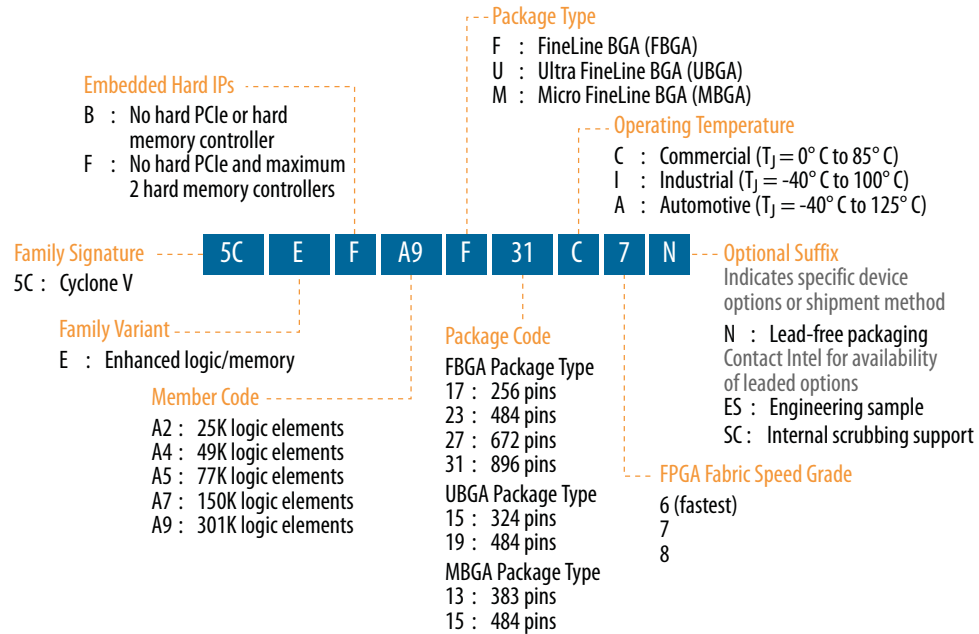 Package Type
F : FineLine BGA (FBGA)
U : Ultra FineLine BGA (UBGA)
M : Micro FineLine BGA (MBGA)
Embedded Hard IPs
B : No hard PCIe or hard
memory controller
F : No hard PCIe and maximum
2 hard memory controllers
Operating Temperature
C : Commercial (TJ = 0° C to 85° C)
I : Industrial (TJ = -40° C to 100° C)
A : Automotive (TJ = -40° C to 125° C)
Family Signature
5C : Cyclone V
5C E F A9 F 31 C 7 N
Optional Suffix
Indicates specific device
options or shipment method
N : Lead-free packaging
Contact Intel for availability
of leaded options
ES : Engineering sample
SC : Internal scrubbing support
Family Variant
E : Enhanced logic/memory
Member Code
A2 : 25K logic elements
A4 : 49K logic elements
A5 : 77K logic elements
A7 : 150K logic elements
A9 : 301K logic elements
Package Code
FBGA Package Type
17 : 256 pins
23 : 484 pins
27 : 672 pins
31 : 896 pins
UBGA Package Type
15 : 324 pins
19 : 484 pins
MBGA Package Type
13 : 383 pins
15 : 484 pins
FPGA Fabric Speed Grade
6 (fastest)
7
8